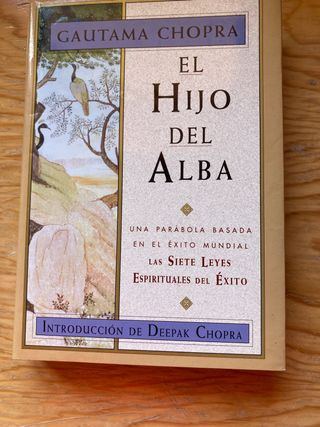 GAUTAMA CHOPRA
EL
HIJO
DEL
ALBA
UNA PARÁBOLA BASADA
EN EL ÉXITO MUNDIAL
LAS SIETE LEYES
ESPIRITUALES DEL ÉXITO
INTRODUCCIÓN DE DEEPAK CHOPRA